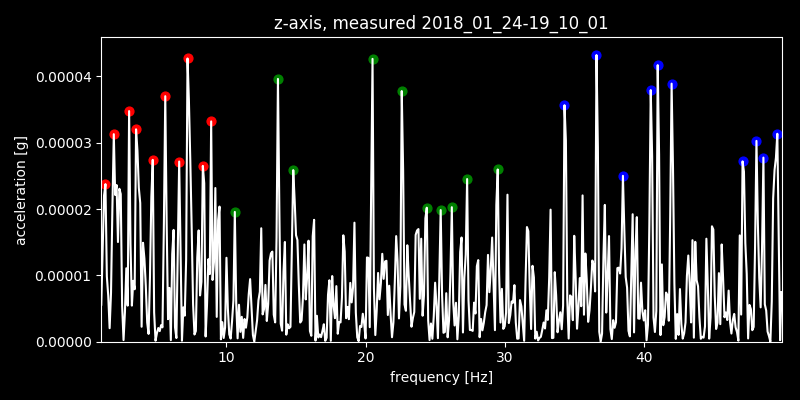 z-axis, measured 2018_01_24-19_10_01
0.00004
0.00003
0.00002
0.00001
0.00000
acceleration [g]
10 20 30 40
frequency [Hz]